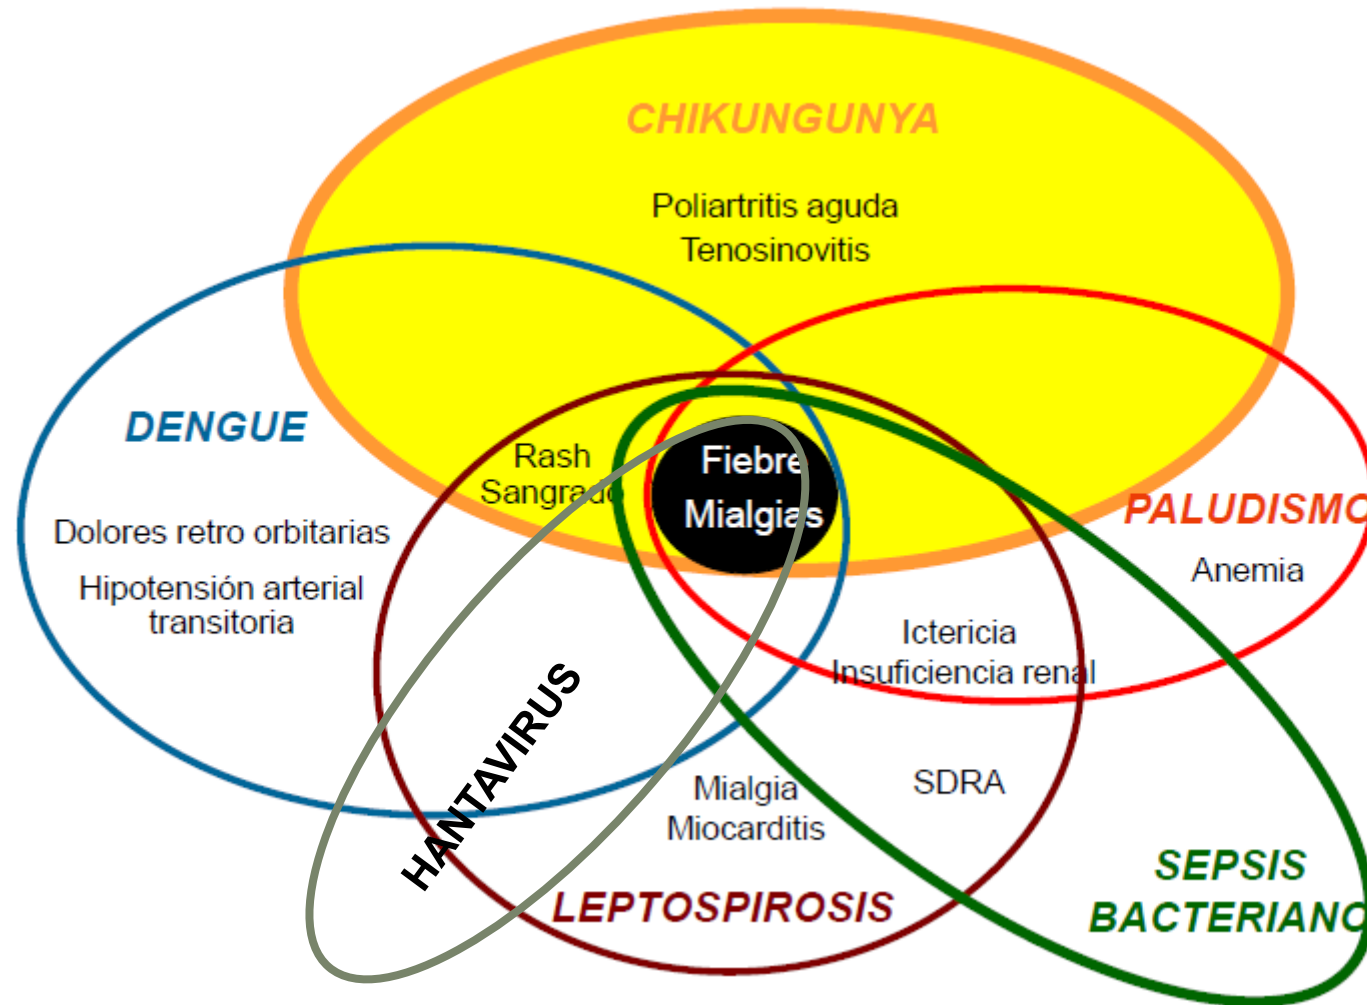 CHIKUNGUNYA
Poliartritis aguda
Tenosinovitis
DENGUE
Rash
Sangrado
Fiebre
Mialgias
Dolores retro orbitarias
Hipotensión arterial
transitoria
PALUDISMO
Anemia
Ictericia
Insuficiencia renal
HANTAVIRUS
Mialgia
Miocarditis
SDRA
LEPTOSPIROSIS
SEPSIS
BACTERIANO